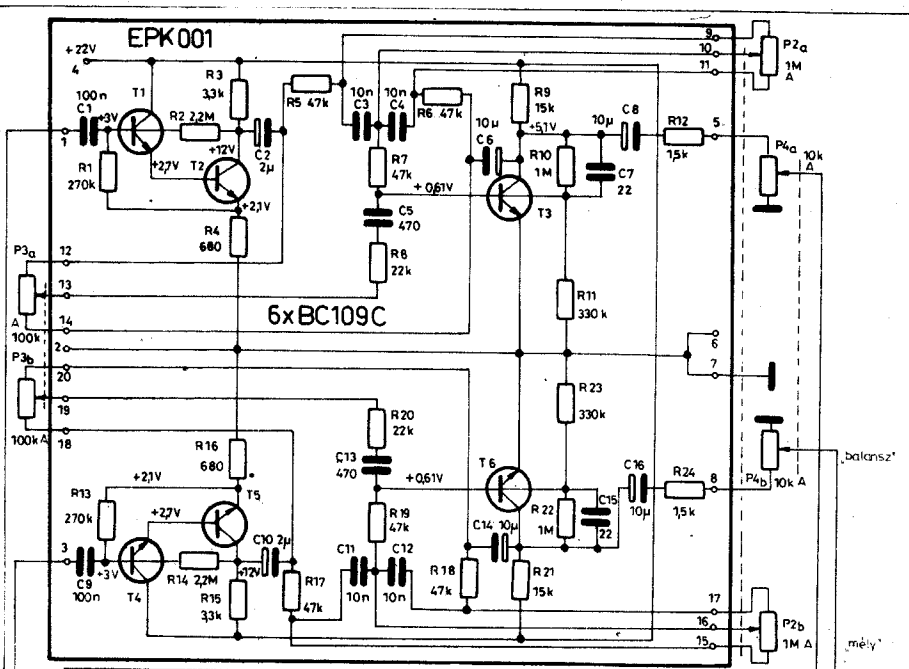 EPK 001
+22V
4
100n
C1
+3V
1
T1
R2 2,2M
R3
3,3k
+12V
C2
2µ
R1
270k
+2,7V
T2
+2,1V
R4
680
R5 47k
10n
C3
10n
C4
R6 47k
R7
47k
C5
470
R8
22k
+0,61V
10µ
C6
R9
15k
+5,1V
R10
1M
T3
10µ
C8
C7
22
R12
1,5k
9
10
11
P2a
1M
A
5
P4a
10k
A
R11
330k
6
7
P3a
12
13
14
A
100k
6xBC109C
2
P3b
20
19
18
100k A
R23
330k
R20
22k
C13
470
+0,61V
T6
R19
47k
R16
680
+2,1V
T5
R13
270k
+2,7
3
C9
100n
+3V
T4
R14 2,2M
+12V
R15
3,3k
C10 2µ
R17
47k
C11
10n
C12
10n
R18
47k
C14 10µ
R21
15k
R22
1M
C15
22
C16
10µ
R24
1,5k
8
P4b
10k A
„balansz"
17
16
15
P2b
1M A
„mély"